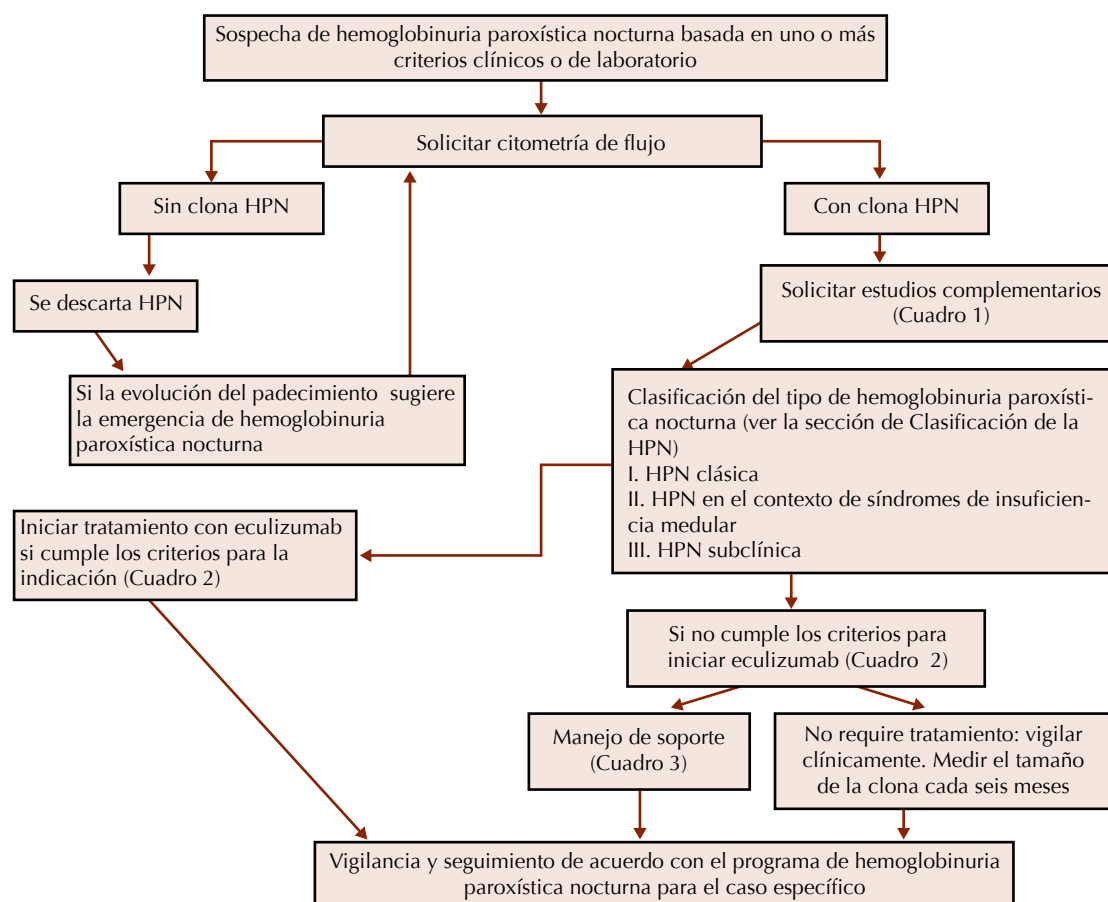 Sospecha de hemoglobinuria paroxística nocturna basada en uno o más
criterios clínicos o de laboratorio
Solicitar citometría de flujo
Sin clona HPN
Con clona HPN
Se descarta HPN
Solicitar estudios complementarios
(Cuadro 1)
Si la evolución del padecimiento sugiere
la emergencia de hemoglobinuria
paroxística nocturna
Clasificación del tipo de hemoglobinuria paroxísti-
ca nocturna (ver la sección de Clasificación de la
HPN)
I. HPN clásica
II. HPN en el contexto de síndromes de insuficien-
cia medular
III. HPN subclínica
Iniciar tratamiento con eculizumab
si cumple los criterios para la
indicación (Cuadro 2)
Si no cumple los criterios para
iniciar eculizumab (Cuadro 2)
Manejo de soporte
(Cuadro 3)
No require tratamiento: vigilar
clínicamente. Medir el tamaño
de la clona cada seis meses
Vigilancia y seguimiento de acuerdo con el programa de hemoglobinuria
paroxística nocturna para el caso específico